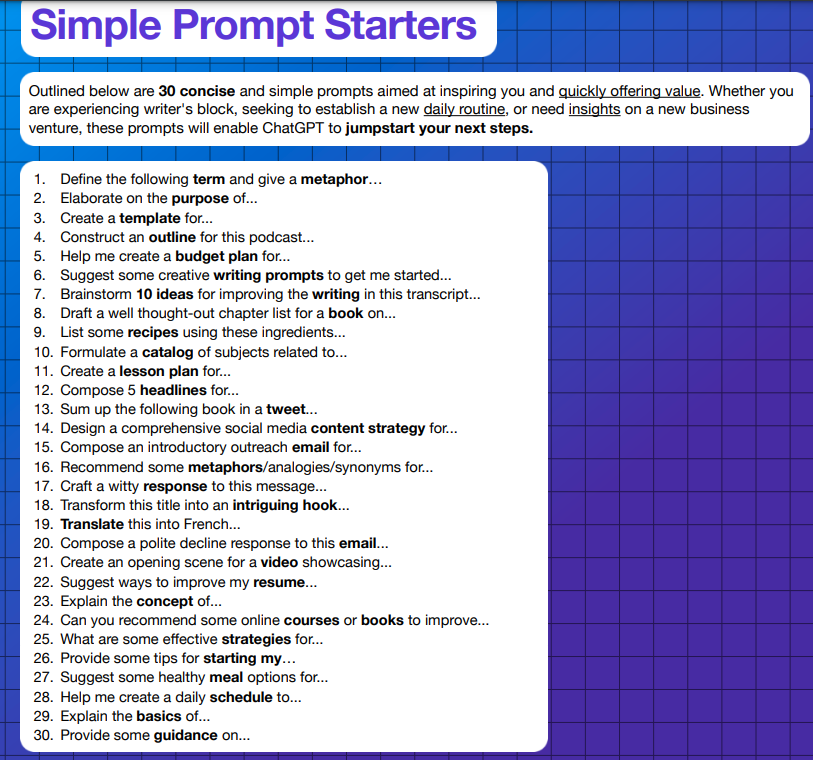 Simple Prompt Starters
Outlined below are 30 concise and simple prompts aimed at inspiring you and quickly offering value. Whether you
are experiencing writer's block, seeking to establish a new daily routine, or need insights on a new business
venture, these prompts will enable ChatGPT to jumpstart your next steps.
1. Define the following term and give a metaphor…
2. Elaborate on the purpose of...
3. Create a template for...
4. Construct an outline for this podcast...
5. Help me create a budget plan for...
6. Suggest some creative writing prompts to get me started...
7. Brainstorm 10 ideas for improving the writing in this transcript...
8. Draft a well thought-out chapter list for a book on...
9. List some recipes using these ingredients...
10. Formulate a catalog of subjects related to...
11. Create a lesson plan for...
12. Compose 5 headlines for...
13. Sum up the following book in a tweet...
14. Design a comprehensive social media content strategy for...
15. Compose an introductory outreach email for...
16. Recommend some metaphors/analogies/synonyms for...
17. Craft a witty response to this message...
18. Transform this title into an intriguing hook...
19. Translate this into French...
20. Compose a polite decline response to this email...
21. Create an opening scene for a video showcasing...
22. Suggest ways to improve my resume...
23. Explain the concept of...
24. Can you recommend some online courses or books to improve...
25. What are some effective strategies for...
26. Provide some tips for starting my…
27. Suggest some healthy meal options for...
28. Help me create a daily schedule to...
29. Explain the basics of...
30. Provide some guidance on...